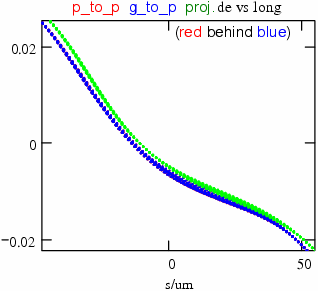 p_to_p g_to_p proj.de vs long
(red behind blue)
0.02
0
−0.02
0 50
s/um